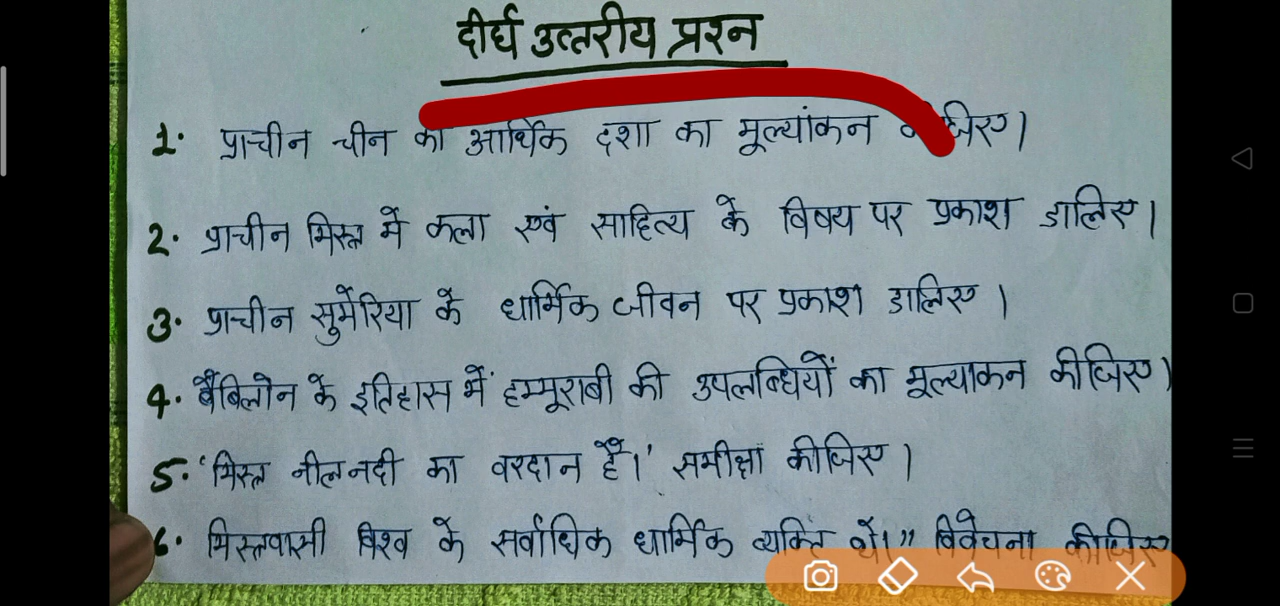 दीर्घ उत्तरीय प्रश्न
1. प्राचीन चीन की आर्थिक दशा का मूल्यांकन
2. प्राचीन मिस्त्र में कला एवं साहित्य के विषय पर प्रकाश डालिए।
3. प्राचीन सुमेरिया के धार्मिक जीवन पर प्रकाश डालिए ।
4. बैबिलोन के इतिहास में हम्मूराबी की उपलब्धियों का मूल्याकन कीजिए)
5. 'मिस्त्र नीलनदी का वरदान है।' समीक्षा कीजिए ।
6. मिस्त्रवासी विश्व के सर्वाधिक धार्मिक व्यक्ति थे।” विवेचना कीजिए